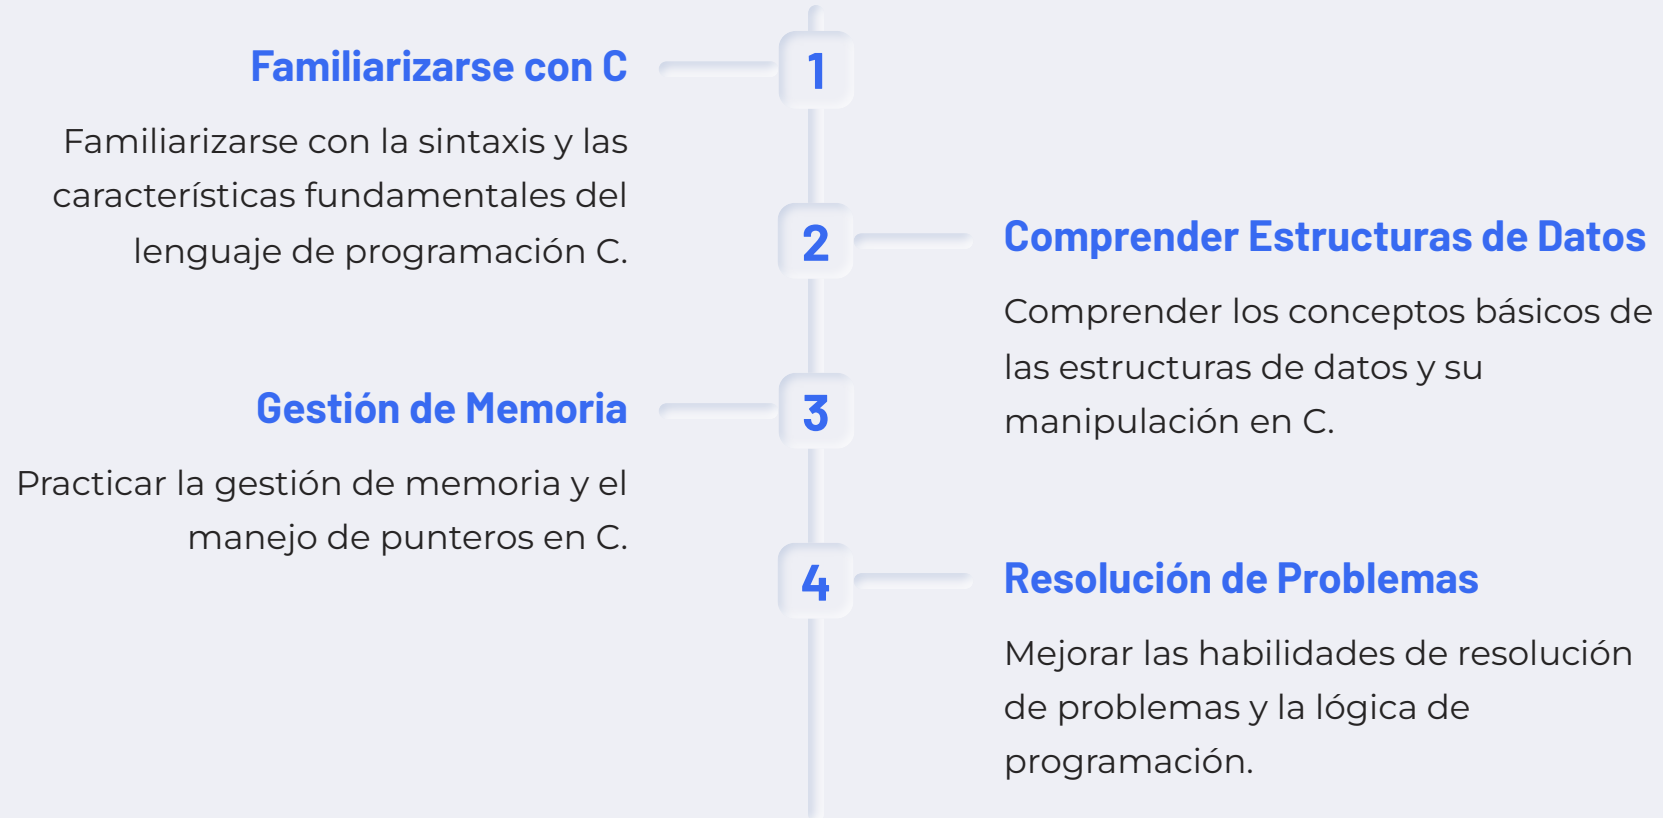 1
Familiarizarse con C
Familiarizarse con la sintaxis y las
características fundamentales del
lenguaje de programación C.
2
Comprender Estructuras de Datos
Comprender los conceptos básicos de
las estructuras de datos y su
manipulación en C.
3
Gestión de Memoria
Practicar la gestión de memoria y el
manejo de punteros en C.
4
Resolución de Problemas
Mejorar las habilidades de resolución
de problemas y la lógica de
programación.